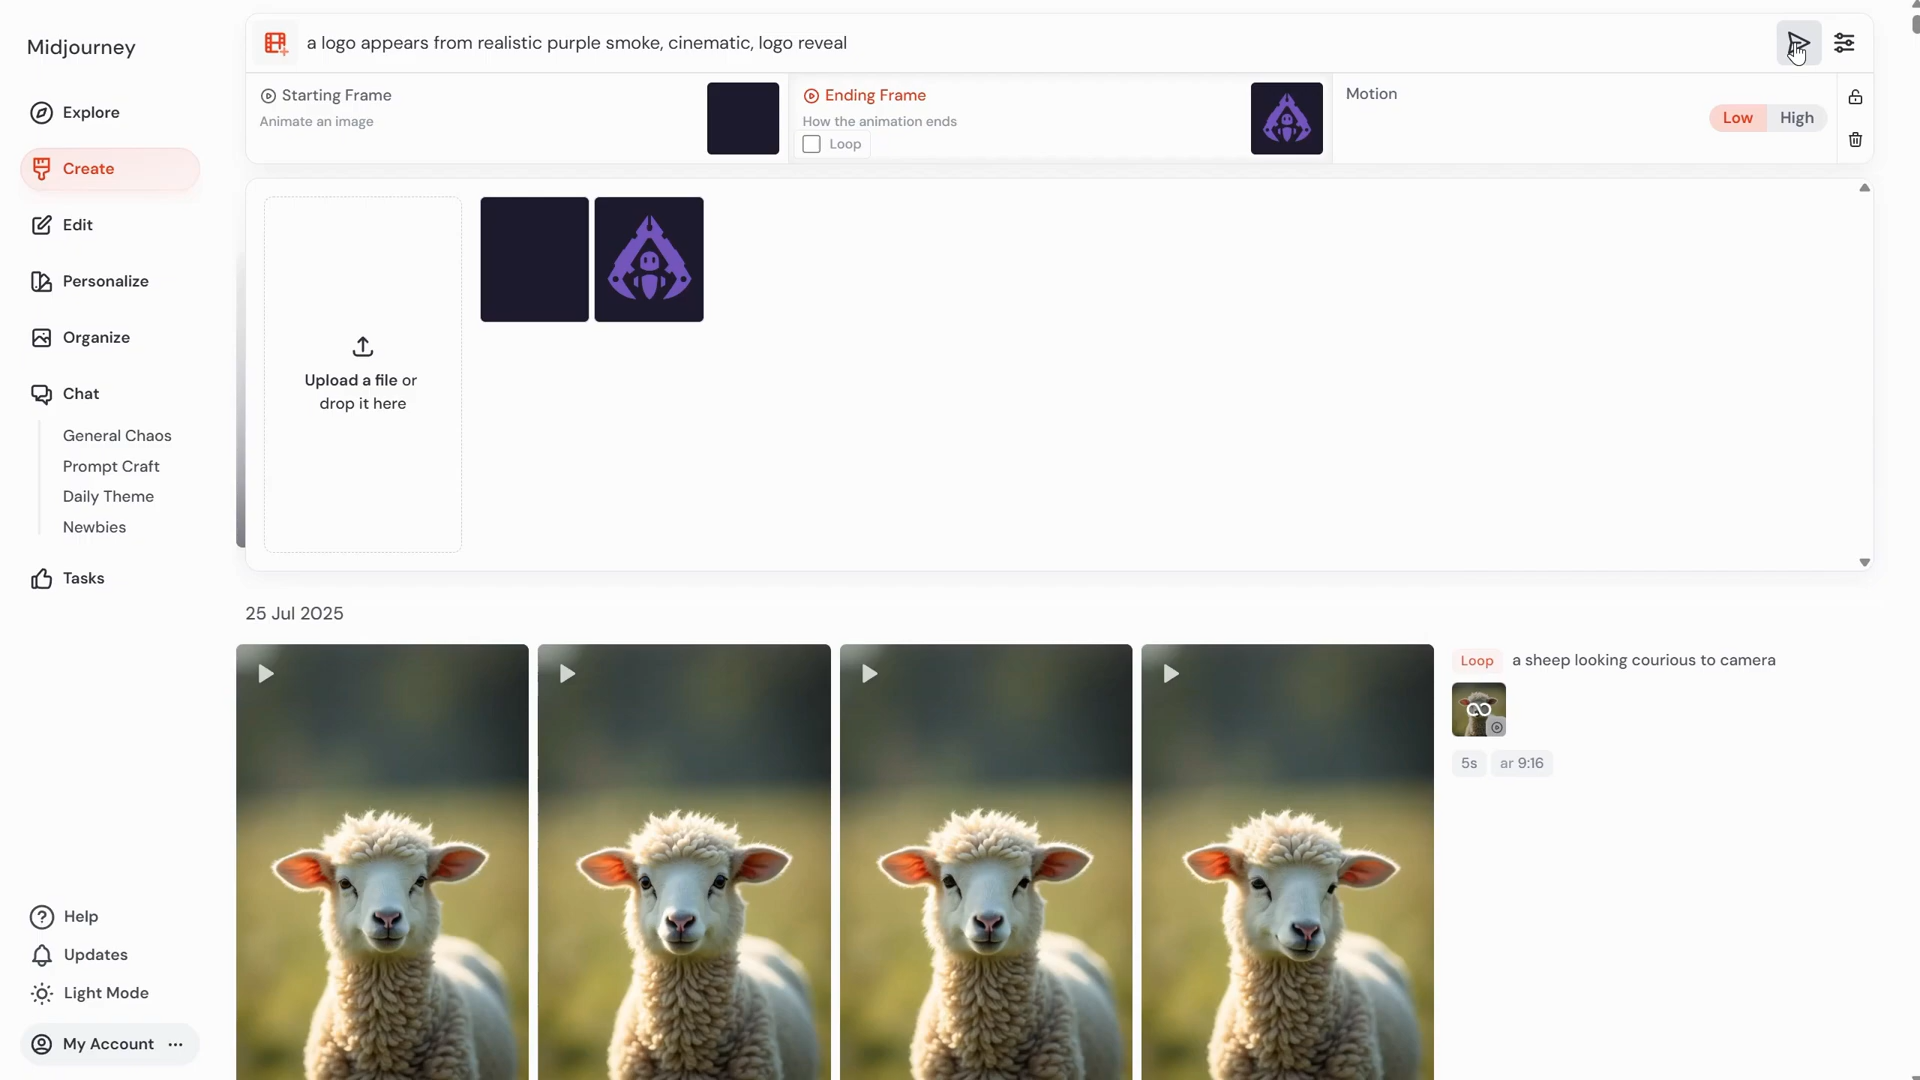 Midjourney
a logo appears from realistic purple smoke, cinematic, logo reveal
Starting Frame
Animate an image
Ending Frame
How the animation ends
Loop
Motion
Low High
Explore
Create
Edit
Personalize
Organize
Chat
General Chaos
Prompt Craft
Daily Theme
Newbies
Tasks
Upload a file or
drop it here
25 Jul 2025
Loop a sheep looking courious to camera
5s ar 9:16
Help
Updates
Light Mode
My Account